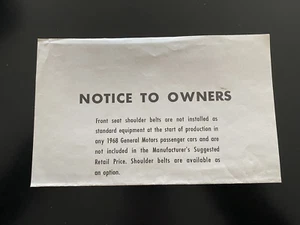 NOTICE TO OWNERS
Front seat shoulder belts are not installed as
standard equipment at the start of production in
any 1968 General Motors passenger cars and are
not included in the Manufacturer's Suggested
Retail Price. Shoulder belts are available as
an option.